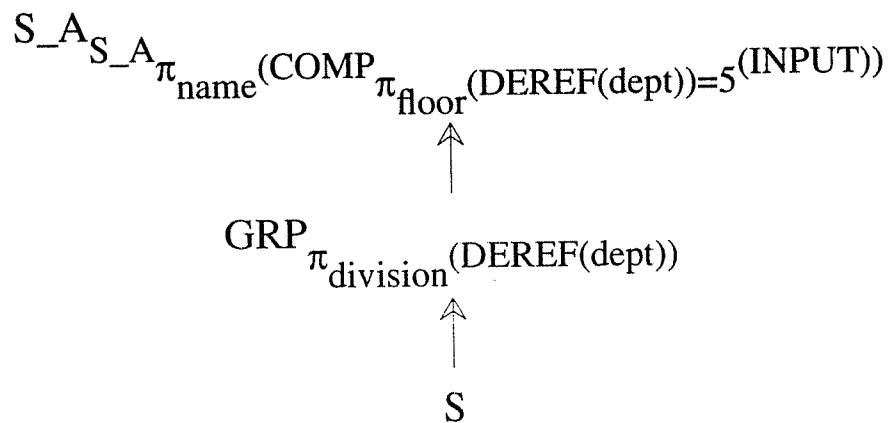 S_A S_A π name (COMP π floor (DEREF(dept))=5 (INPUT))
GRP π division (DEREF(dept))
S